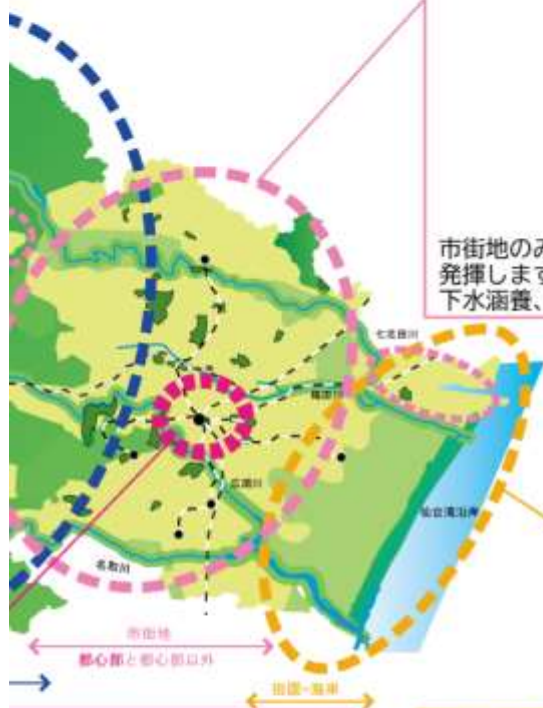 市街地のみ
発揮します
下水涵養、
七北田川
梅田川
広瀬川
仙台湾沿岸
名取川
市街地
都心部と都心部以外
田園・海岸